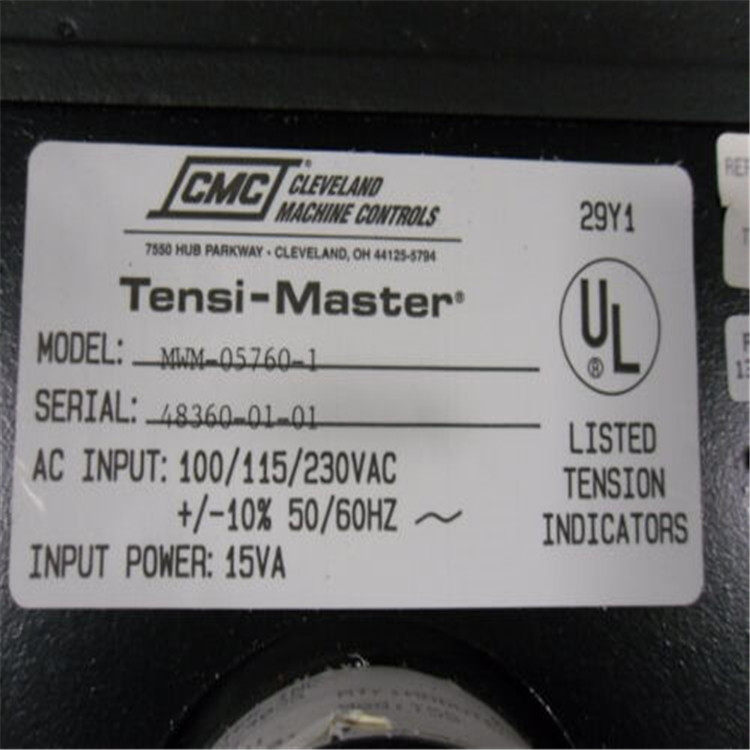 CMC® CLEVELAND
MACHINE CONTROLS
7550 HUB PARKWAY • CLEVELAND, OH 44125-5794
Tensi-Master®
MODEL: MWM-05760-1
SERIAL: 48360-01-01
AC INPUT: 100/115/230VAC
+/-10% 50/60HZ ~
INPUT POWER: 15VA
29Y1
UL®
LISTED
TENSION
INDICATORS